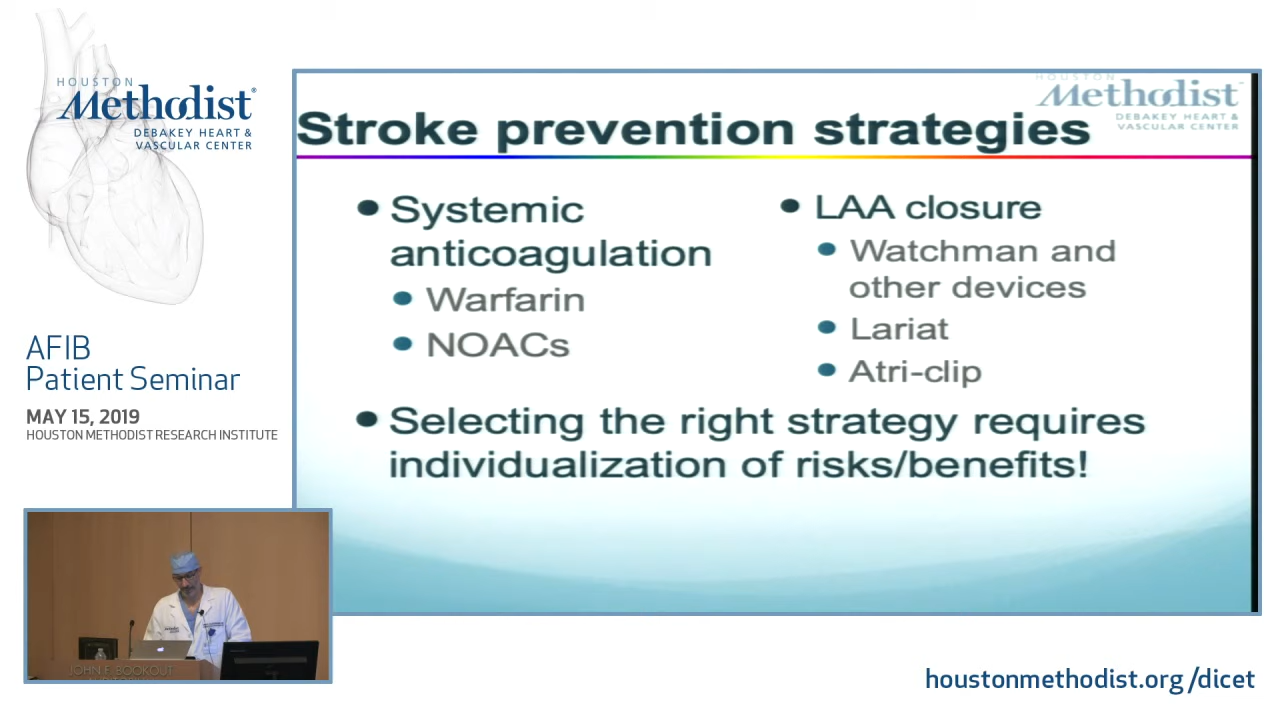 HOUSTON
Methodist®
DEBAKEY HEART &
VASCULAR CENTER
AFIB
Patient Seminar
MAY 15, 2019
HOUSTON METHODIST RESEARCH INSTITUTE
HOUSTON
Methodist
DEBAKEY HEART &
VASCULAR CENTER
Stroke prevention strategies
• Systemic
anticoagulation
• Warfarin
• NOACs
• LAA closure
• Watchman and
other devices
• Lariat
• Atri-clip
• Selecting the right strategy requires
individualization of risks/benefits!
JOHN F. BOOKOUT
houstonmethodist.org/dicet